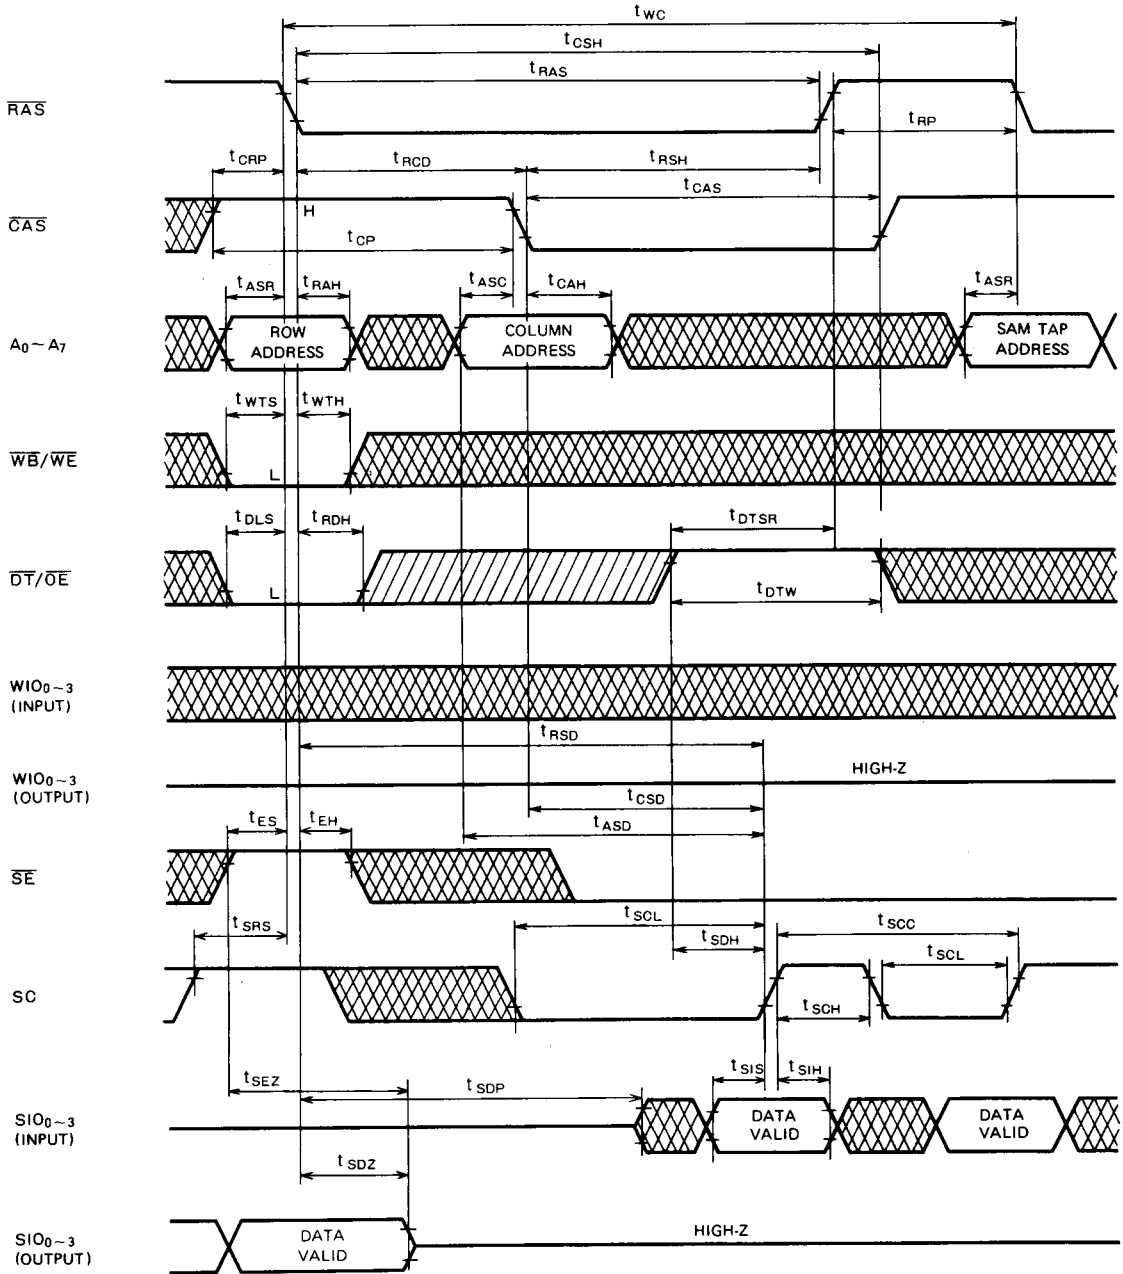 tWC
tCSH
tRAS
RAS
tRP
tCRP
tRCD
tRSH
tCAS
H
CAS
tCP
tASR
tRAH
tASC
tCAH
tASR
A0~A7
ROW
ADDRESS
COLUMN
ADDRESS
SAM TAP
ADDRESS
tWTS
tWTH
WB/WE
L
tDLS
tRDH
tDTSR
DT/OE
L
tDTW
WIO0~3
(INPUT)
tRSD
WIO0~3
(OUTPUT)
HIGH-Z
tCSD
tES
tEH
tASD
SE
tSRS
tSCL
tSCC
tSDH
tSCL
SC
tSCH
tSEZ
tSDP
tSIS
tSIH
SIO0~3
(INPUT)
DATA
VALID
DATA
VALID
tSDZ
SIO0~3
(OUTPUT)
DATA
VALID
HIGH-Z